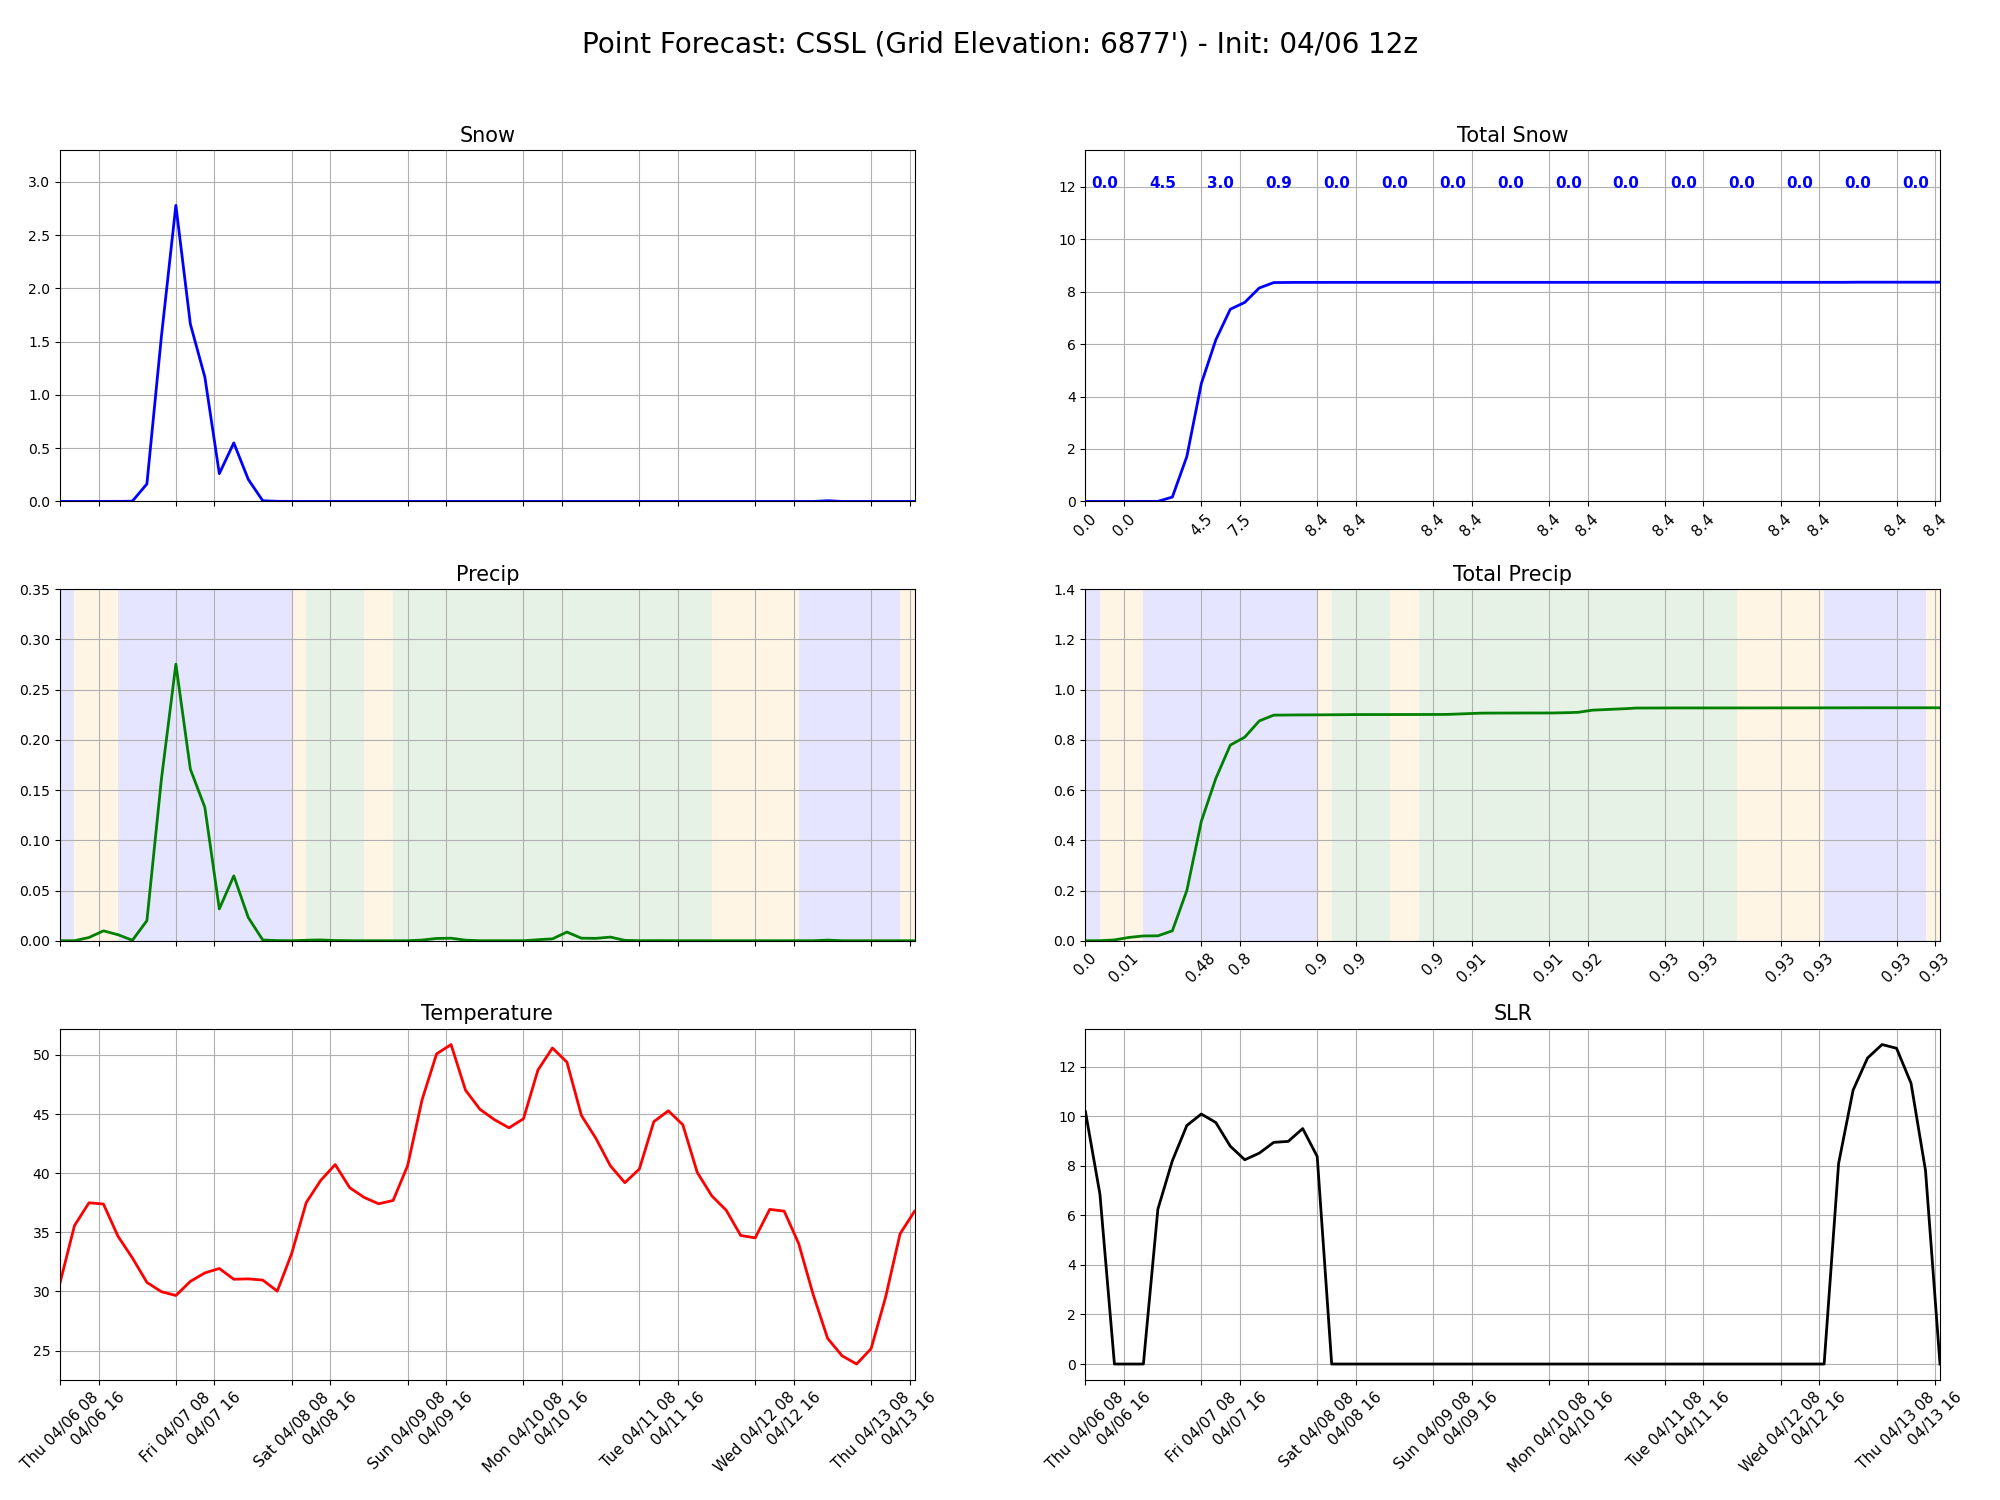 Point Forecast: CSSL (Grid Elevation: 6877') - Init: 04/06 12z
Snow
3.0
2.5
2.0
1.5
1.0
0.5
0.0
Total Snow
0.0 4.5 3.0 0.9 0.0 0.0 0.0 0.0 0.0 0.0 0.0 0.0 0.0 0.0 0.0
12
10
8
6
4
2
0
0.0 0.0 4.5 7.5 8.4 8.4 8.4 8.4 8.4 8.4 8.4 8.4 8.4 8.4 8.4 8.4
Precip
0.35
0.30
0.25
0.20
0.15
0.10
0.05
0.00
Total Precip
1.4
1.2
1.0
0.8
0.6
0.4
0.2
0.0
0.0 0.01 0.48 0.8 0.9 0.9 0.9 0.91 0.91 0.92 0.93 0.93 0.93 0.93 0.93 0.93
Temperature
50
45
40
35
30
25
Thu 04/06 08
04/06 16
Fri 04/07 08
04/07 16
Sat 04/08 08
04/08 16
Sun 04/09 08
04/09 16
Mon 04/10 08
04/10 16
Tue 04/11 08
04/11 16
Wed 04/12 08
04/12 16
Thu 04/13 08
04/13 16
SLR
12
10
8
6
4
2
0
Thu 04/06 08
04/06 16
Fri 04/07 08
04/07 16
Sat 04/08 08
04/08 16
Sun 04/09 08
04/09 16
Mon 04/10 08
04/10 16
Tue 04/11 08
04/11 16
Wed 04/12 08
04/12 16
Thu 04/13 08
04/13 16